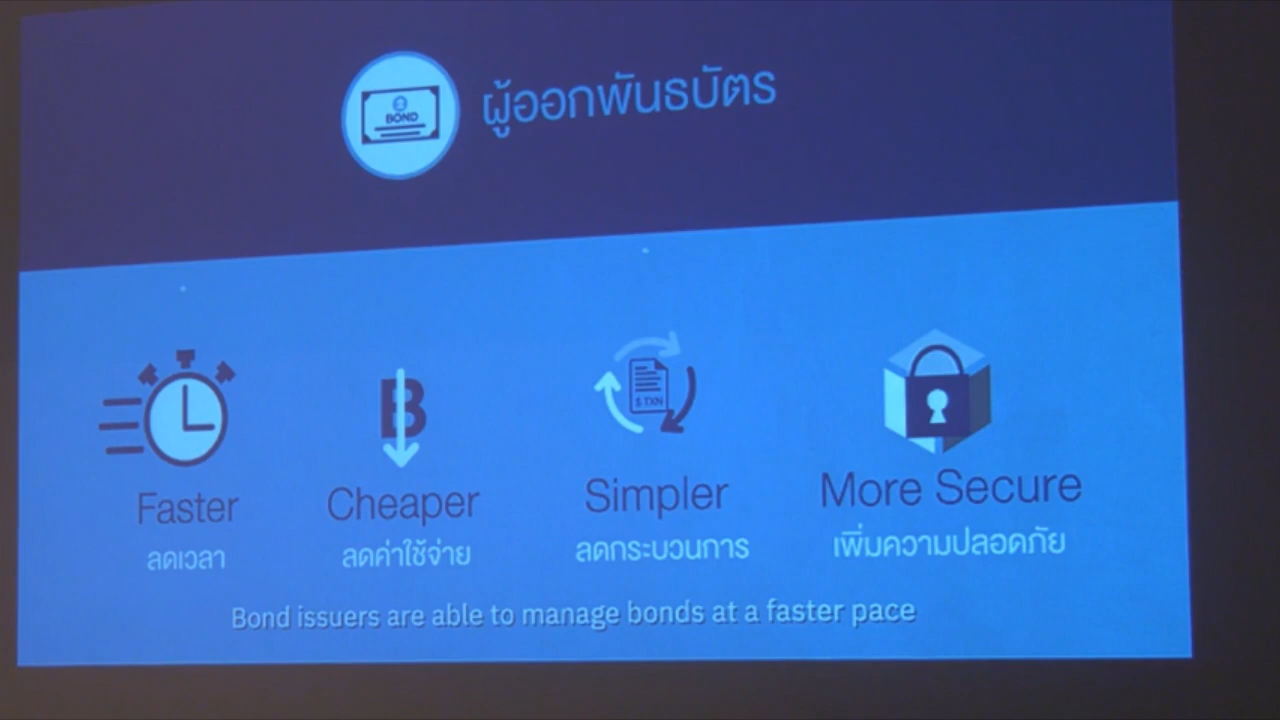 BOND
ผู้ออกพันธบัตร
$ TXN
Faster
ลดเวลา
Cheaper
ลดค่าใช้จ่าย
Simpler
ลดกระบวนการ
More Secure
เพิ่มความปลอดภัย
Bond issuers are able to manage bonds at a faster pace